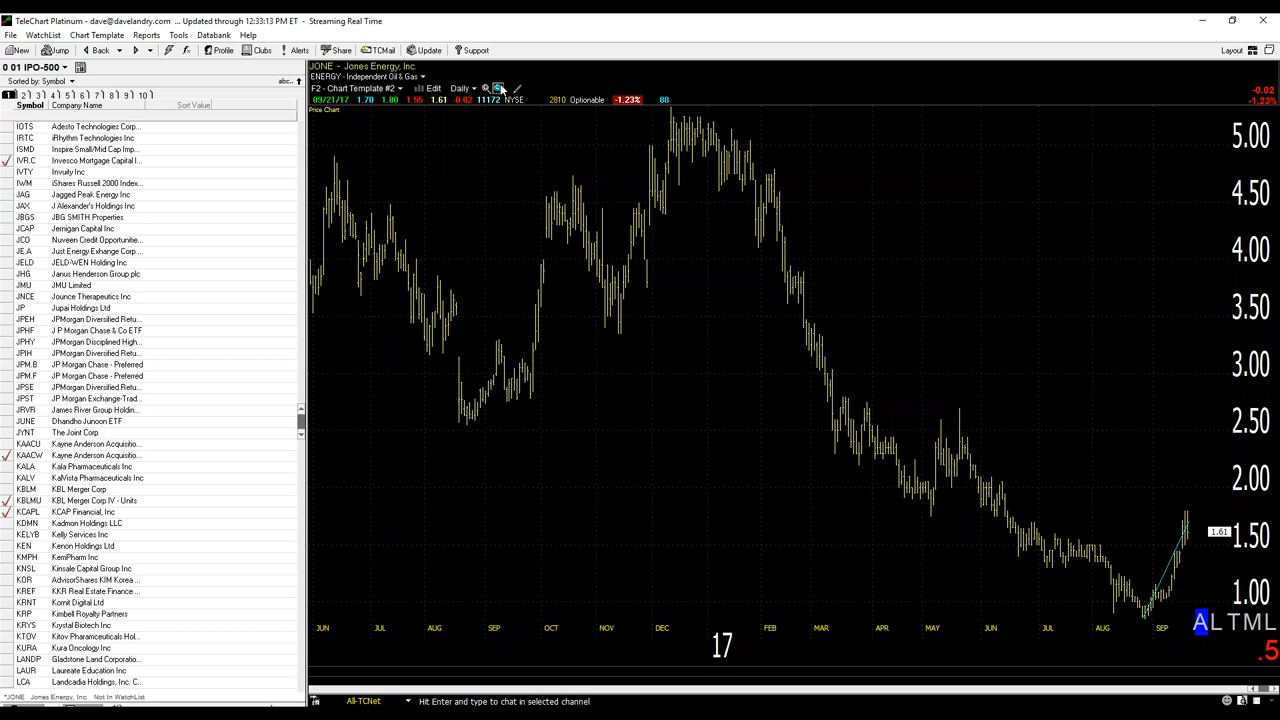 TeleChart Platinum - dave@davelandry.com ... Updated through 12:33:13 PM ET - Streaming Real Time
File WatchList Chart Template Reports Tools Databank Help
New Jump Back Profile Clubs Alerts Share TCMail Update Support Layout
0 01 IPO-500
Sorted by: Symbol abc..
1 2 3 4 5 6 7 8 9 10
Symbol Company Name Sort Value
IOTS Adesto Technologies Corp...
IRTC iRhythm Technologies Inc
ISMD Inspire Small/Mid Cap Imp...
IVR.C Invesco Mortgage Capital I...
IVTY Invuity Inc
IWM iShares Russell 2000 Index...
JAG Jagged Peak Energy Inc
JAX J Alexander's Holdings Inc
JBGS JBG SMITH Properties
JCAP Jernigan Capital Inc
JCO Nuveen Credit Opportunitie...
JE.A Just Energy Exhange Corp ...
JELD JELD-WEN Holding Inc
JHG Janus Henderson Group plc
JMU JMU Limited
JNCE Jounce Therapeutics Inc
JP Jupai Holdings Ltd
JPEH JPMorgan Diversified Retu...
JPHF J P Morgan Chase & Co ETF
JPHY JPMorgan Disciplined High...
JPIH JPMorgan Diversified Retu...
JPM.B JP Morgan Chase - Preferred
JPM.F JP Morgan Chase - Preferred
JPSE JPMorgan Diversified Retu...
JPST JP Morgan Exchange-Trad...
JRVR James River Group Holdin...
JUNE Dhandho Junoon ETF
JYNT The Joint Corp
KAACU Kayne Anderson Acquisitio...
KAACW Kayne Anderson Acquisitio...
KALA Kala Pharmaceuticals Inc
KALV KalVista Pharmaceuticals Inc
KBLM KBL Merger Corp
KBLMU KBL Merger Corp IV - Units
KCAPL KCAP Financial, Inc
KDMN Kadmon Holdings LLC
KELYB Kelly Services Inc
KEN Kenon Holdings Ltd
KMPH KemPharm Inc
KNSL Kinsale Capital Group Inc
KOR AdvisorShares KIM Korea ...
KREF KKR Real Estate Finance ...
KRNT Kornit Digital Ltd
KRP Kimbell Royalty Partners
KRYS Krystal Biotech Inc
KTOV Kitov Pharamceuticals Hol...
KURA Kura Oncology Inc
LANDP Gladstone Land Corporatio...
LAUR Laureate Education Inc
LCA Landcadia Holdings, Inc. C...
*JONE Jones Energy, Inc. Not In WatchList
JONE - Jones Energy, Inc.
ENERGY - Independent Oil & Gas
F2 - Chart Template #2 Edit Daily
09/21/17 1.70 1.80 1.55 1.61 -0.02 11172 NYSE 2810 Optionable -1.23% 88
-0.02
-1.23%
Price Chart
5.00
4.50
4.00
3.50
3.00
2.50
2.00
1.61
1.50
1.00
ALTML
JUN JUL AUG SEP OCT NOV DEC FEB MAR APR MAY JUN JUL AUG SEP
17
.5
All-TCNet Hit Enter and type to chat in selected channel